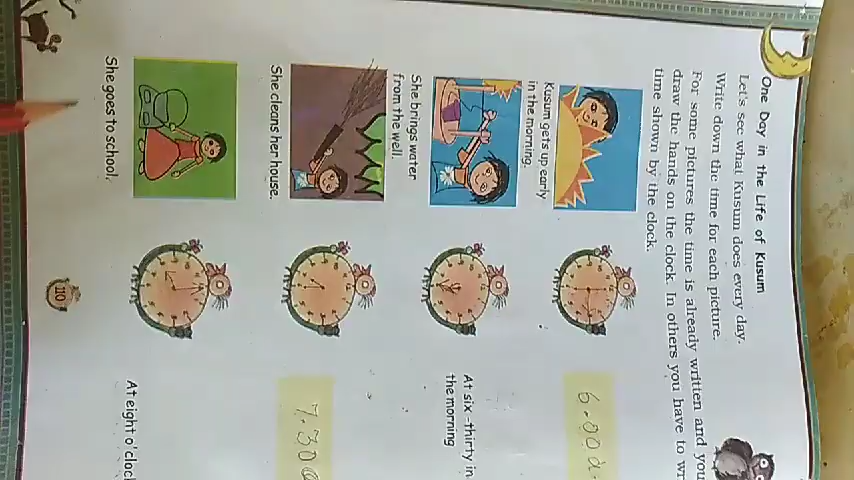 One Day in the Life of Kusum
Let's see what Kusum does every day.
Write down the time for each picture.
For some pictures the time is already written and you
draw the hands on the clock. In others you have to
time shown by the clock.
Kusum gets up early
in the morning.
6.00 a.
She brings water
from the well.
At six-thirty in
the morning
She cleans her house.
7.30
She goes to school.
At eight
110